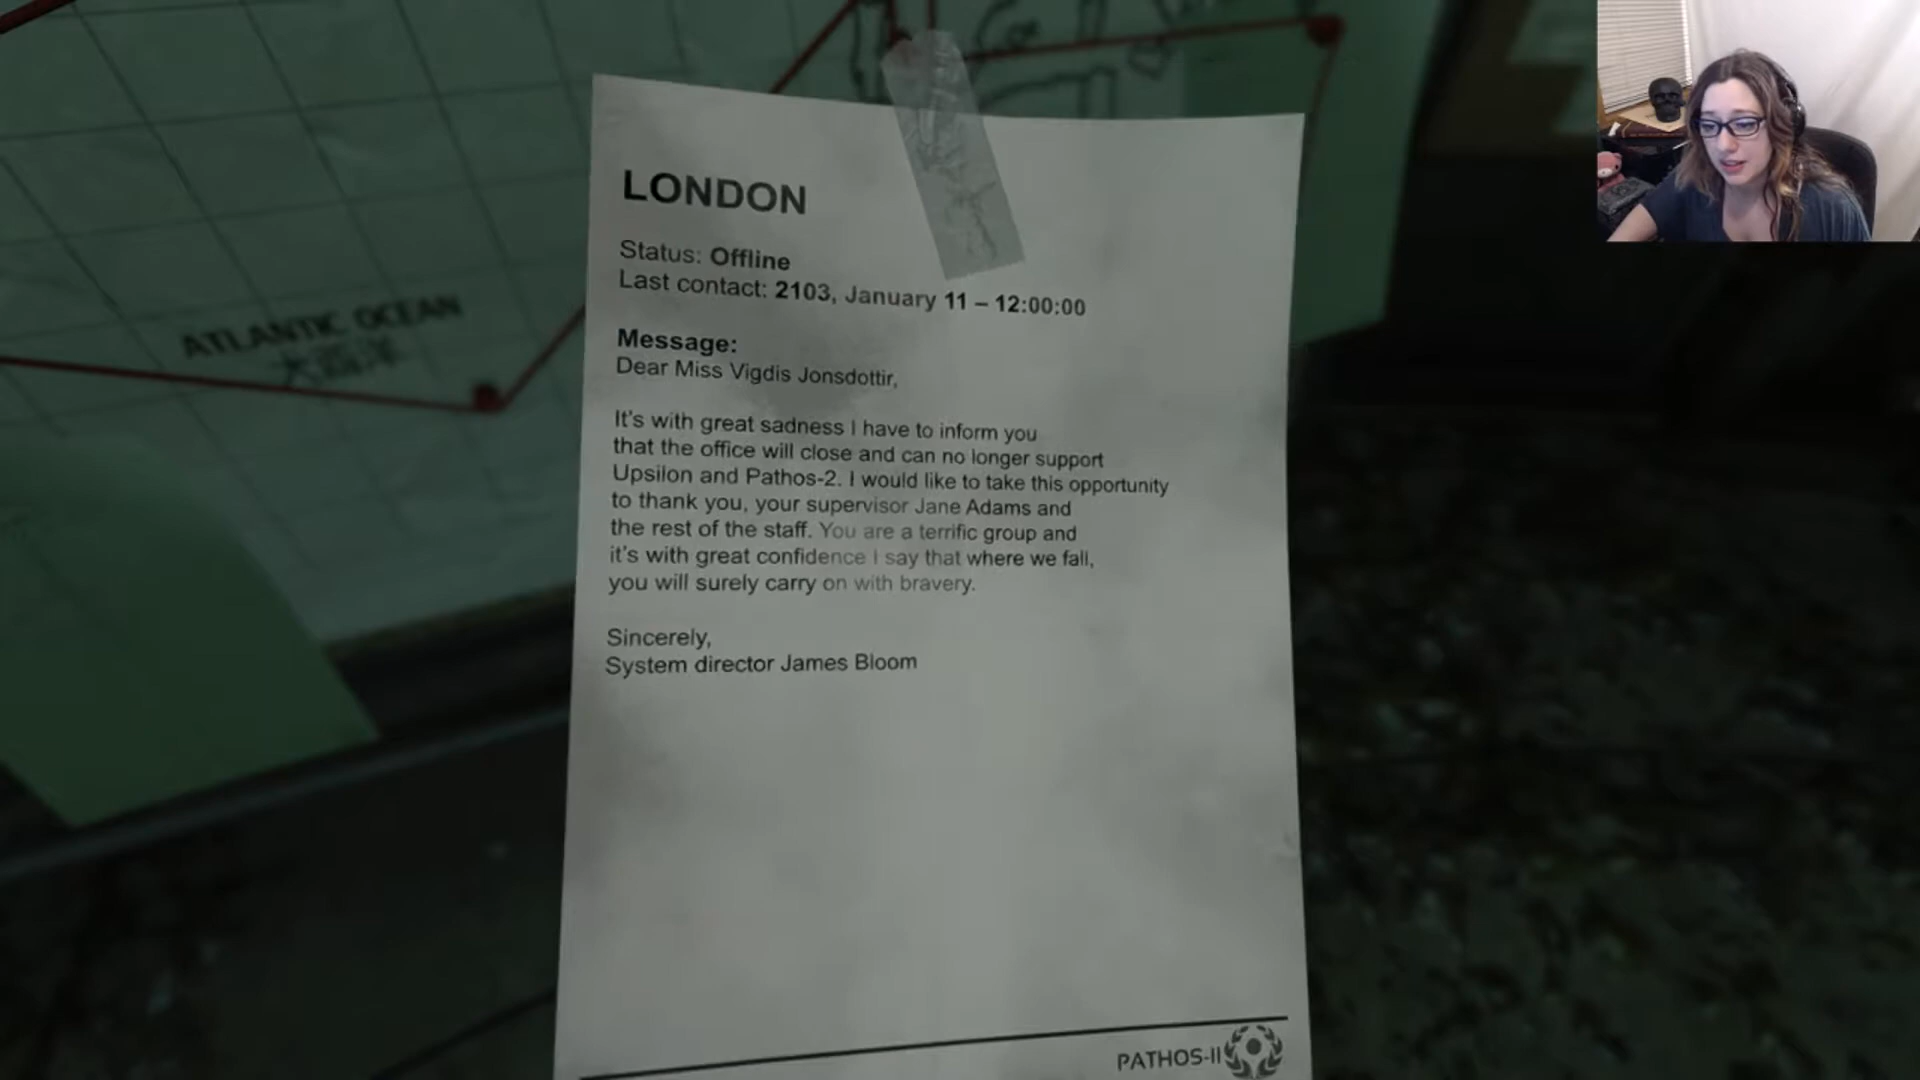 ATLANTIC OCEAN
大西洋
LONDON
Status: Offline
Last contact: 2103, January 11 – 12:00:00
Message:
Dear Miss Vigdis Jonsdottir,
It's with great sadness I have to inform you
that the office will close and can no longer support
Upsilon and Pathos-2. I would like to take this opportunity
to thank you, your supervisor Jane Adams and
the rest of the staff. You are a terrific group and
it's with great confidence I say that where we fall,
you will surely carry on with bravery.
Sincerely,
System director James Bloom
PATHOS-II